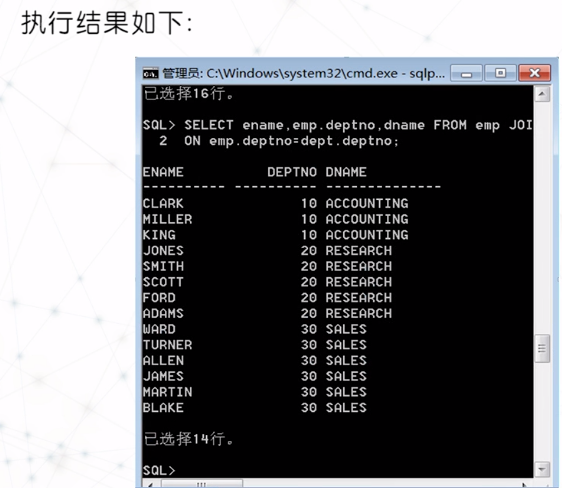 执行结果如下:
管理员: C:\Windows\system32\cmd.exe - sqlp...
已选择16行。
SQL> SELECT ename,emp.deptno,dname FROM emp JOI
2 ON emp.deptno=dept.deptno;
ENAME DEPTNO DNAME
---------- ---------- --------------
CLARK 10 ACCOUNTING
MILLER 10 ACCOUNTING
KING 10 ACCOUNTING
JONES 20 RESEARCH
SMITH 20 RESEARCH
SCOTT 20 RESEARCH
FORD 20 RESEARCH
ADAMS 20 RESEARCH
WARD 30 SALES
TURNER 30 SALES
ALLEN 30 SALES
JAMES 30 SALES
MARTIN 30 SALES
BLAKE 30 SALES
已选择14行。
SQL>